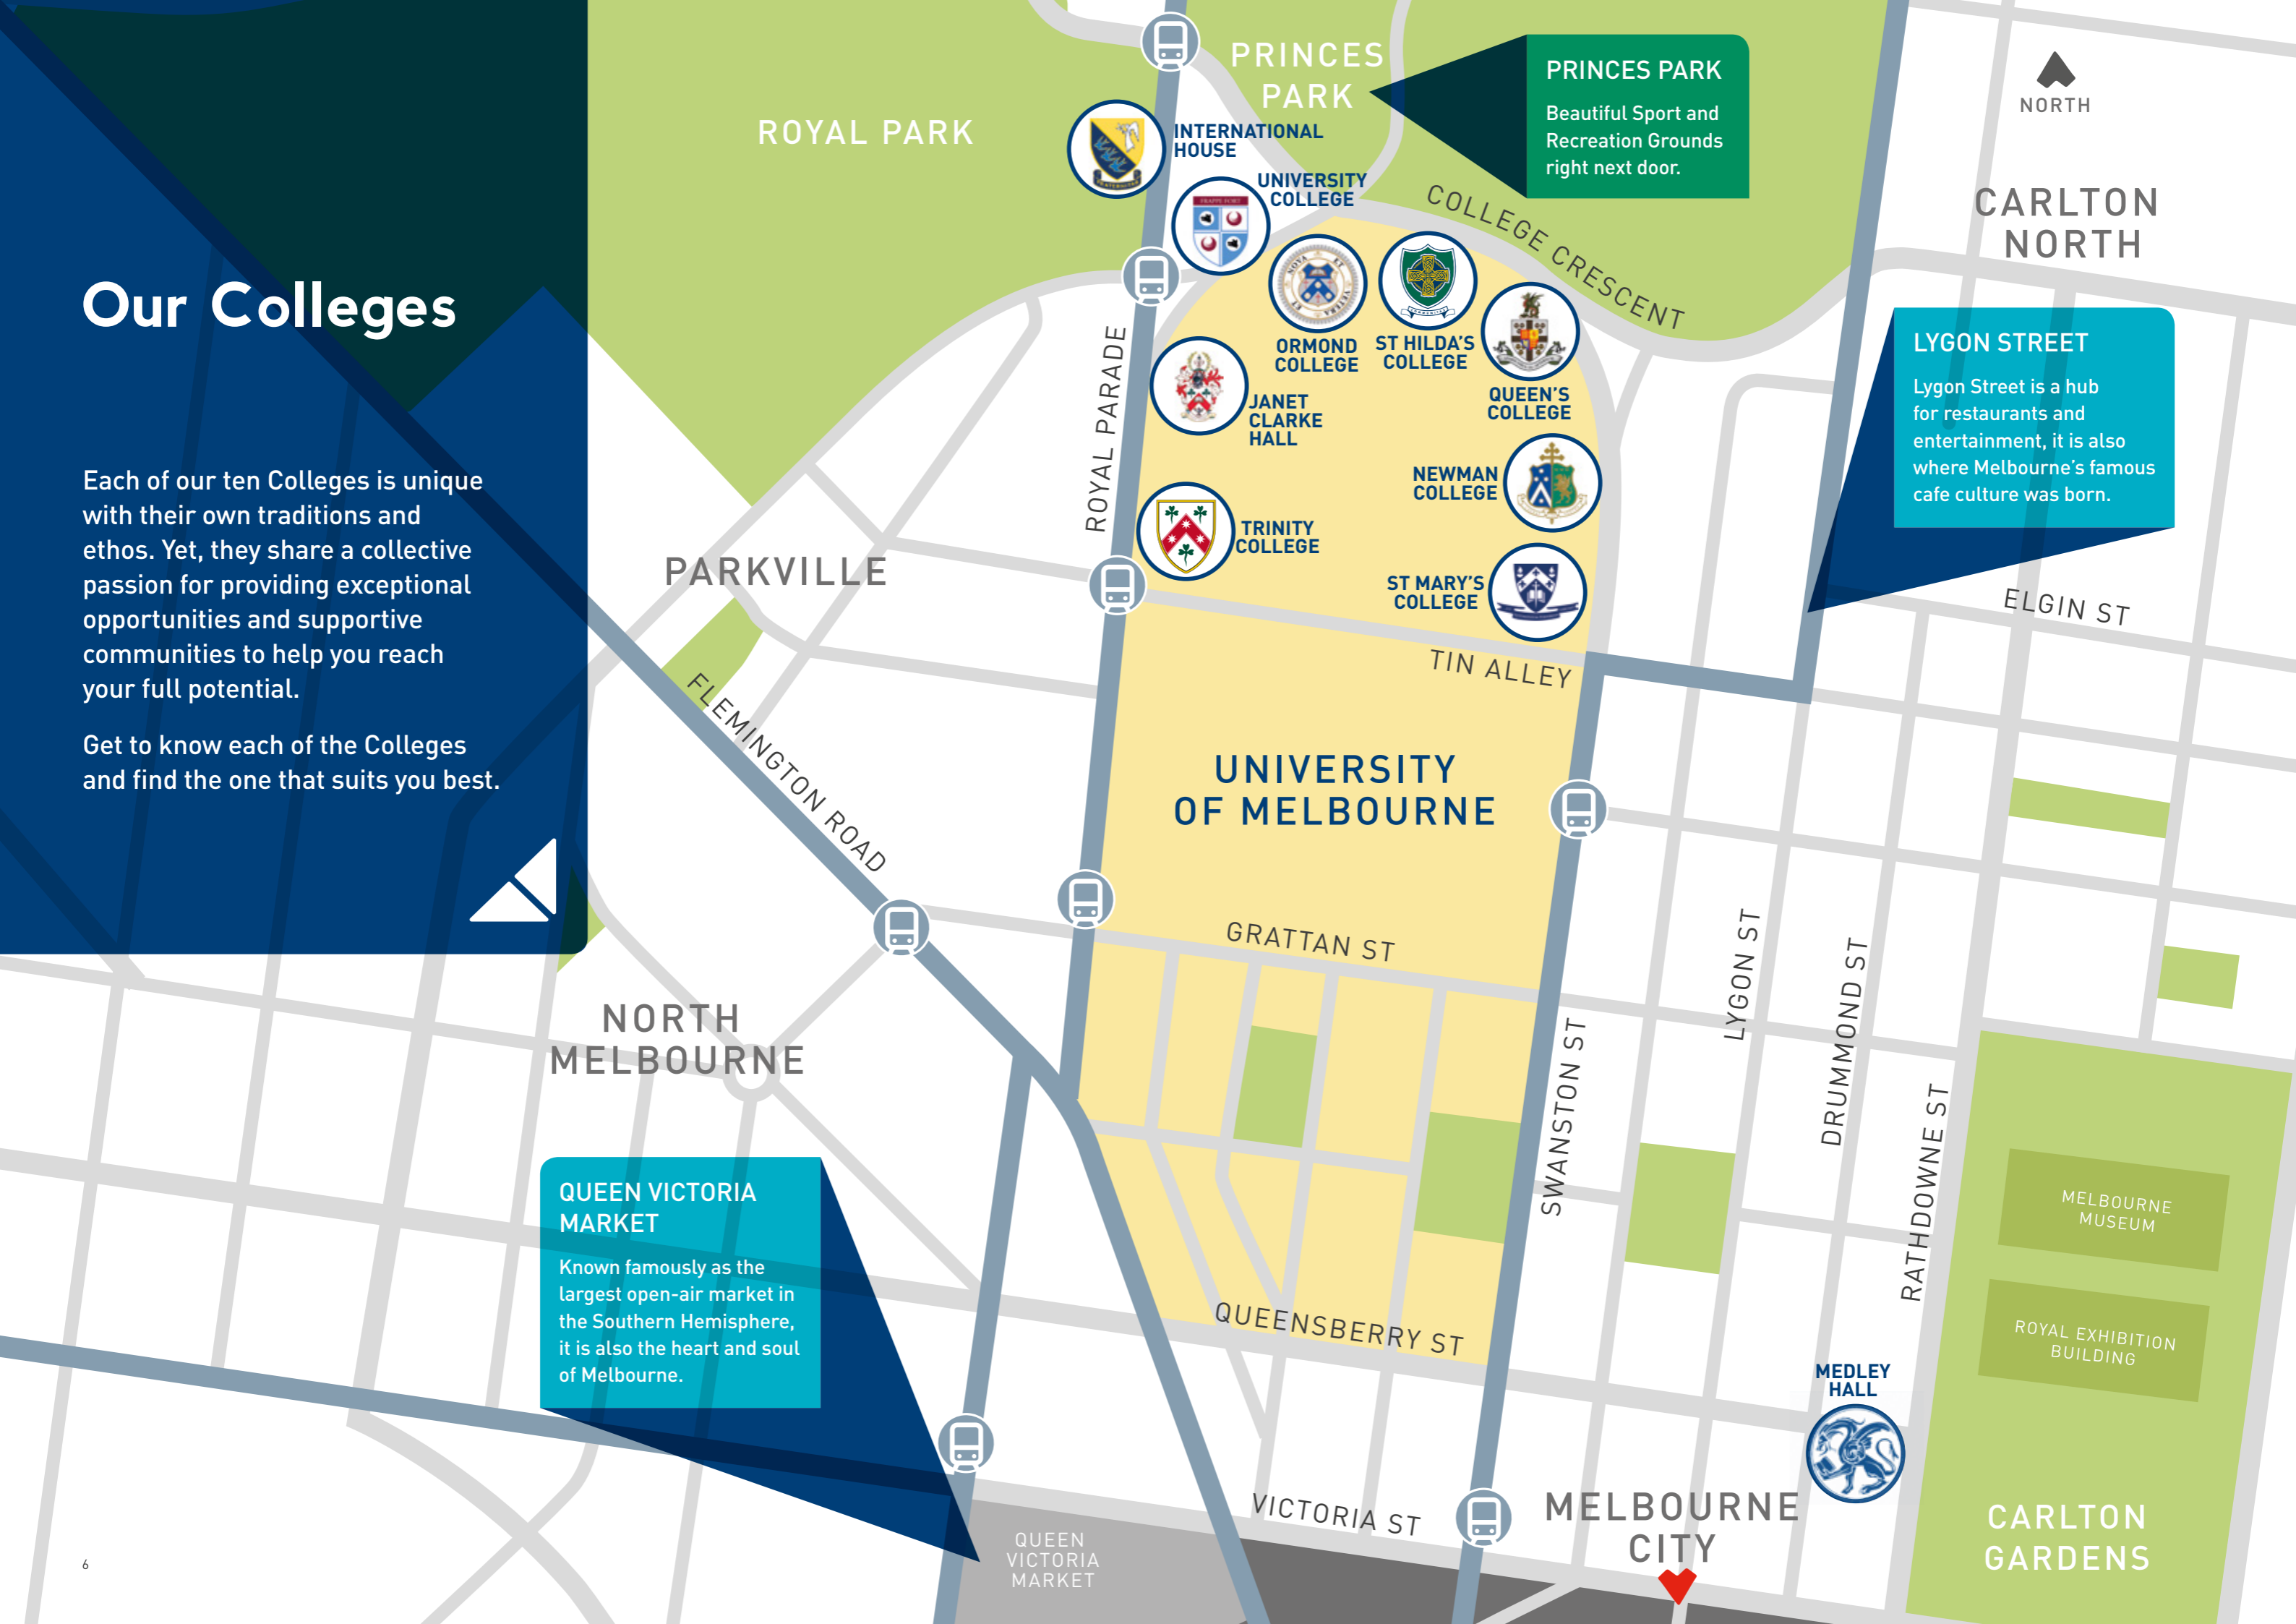 Our Colleges
Each of our ten Colleges is unique
with their own traditions and
ethos. Yet, they share a collective
passion for providing exceptional
opportunities and supportive
communities to help you reach
your full potential.
Get to know each of the Colleges
and find the one that suits you best.
6
ROYAL PARK
PRINCES
PARK
PRINCES PARK
Beautiful Sport and
Recreation Grounds
right next door.
NORTH
CARLTON
NORTH
INTERNATIONAL
HOUSE
UNIVERSITY
COLLEGE
COLLEGE CRESCENT
ORMOND
COLLEGE
ST HILDA'S
COLLEGE
QUEEN'S
COLLEGE
JANET
CLARKE
HALL
NEWMAN
COLLEGE
TRINITY
COLLEGE
ST MARY'S
COLLEGE
LYGON STREET
Lygon Street is a hub
for restaurants and
entertainment, it is also
where Melbourne's famous
cafe culture was born.
ROYAL PARADE
PARKVILLE
ELGIN ST
TIN ALLEY
FLEMINGTON ROAD
UNIVERSITY
OF MELBOURNE
GRATTAN ST
LYGON ST
DRUMMOND ST
SWANSTON ST
RATHDOWNE ST
NORTH
MELBOURNE
QUEEN VICTORIA
MARKET
Known famously as the
largest open-air market in
the Southern Hemisphere,
it is also the heart and soul
of Melbourne.
MELBOURNE
MUSEUM
ROYAL EXHIBITION
BUILDING
QUEENSBERRY ST
MEDLEY
HALL
VICTORIA ST
MELBOURNE
CITY
CARLTON
GARDENS
QUEEN
VICTORIA
MARKET